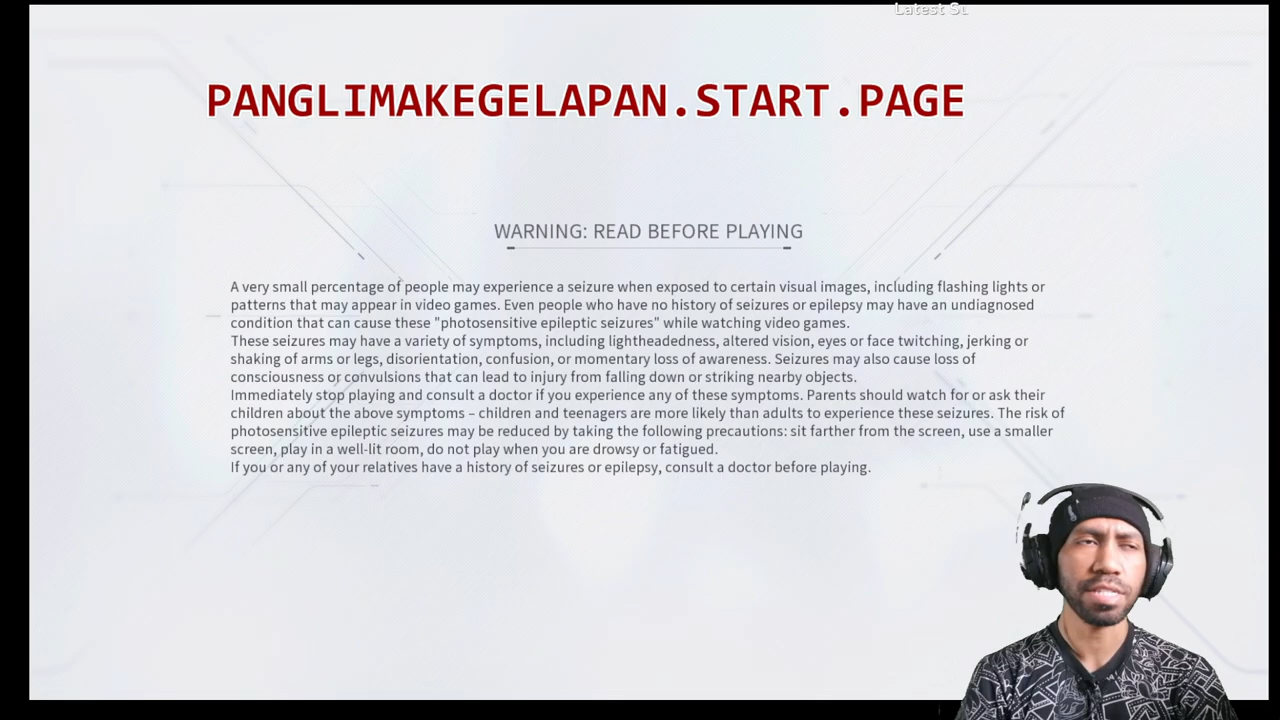 Latest
PANGLIMAKEGELAPAN.START.PAGE
WARNING: READ BEFORE PLAYING
A very small percentage of people may experience a seizure when exposed to certain visual images, including flashing lights or
patterns that may appear in video games. Even people who have no history of seizures or epilepsy may have an undiagnosed
condition that can cause these "photosensitive epileptic seizures" while watching video games.
These seizures may have a variety of symptoms, including lightheadedness, altered vision, eyes or face twitching, jerking or
shaking of arms or legs, disorientation, confusion, or momentary loss of awareness. Seizures may also cause loss of
consciousness or convulsions that can lead to injury from falling down or striking nearby objects.
Immediately stop playing and consult a doctor if you experience any of these symptoms. Parents should watch for or ask their
children about the above symptoms – children and teenagers are more likely than adults to experience these seizures. The risk of
photosensitive epileptic seizures may be reduced by taking the following precautions: sit farther from the screen, use a smaller
screen, play in a well-lit room, do not play when you are drowsy or fatigued.
If you or any of your relatives have a history of seizures or epilepsy, consult a doctor before playing.